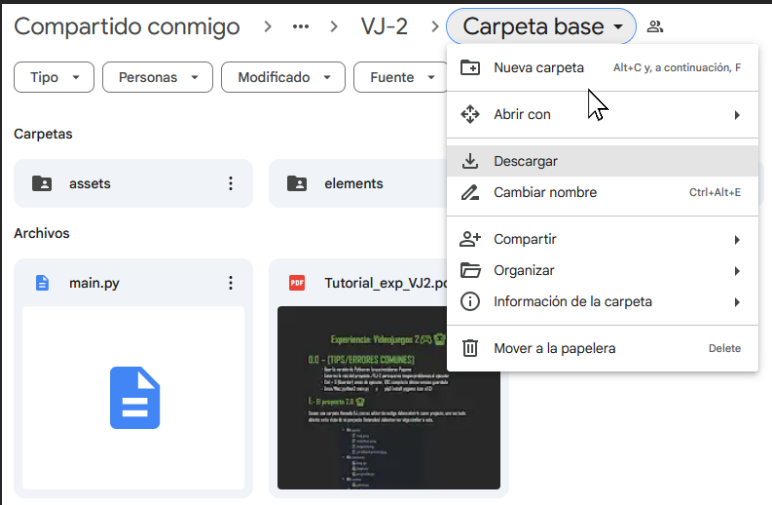 Compartido conmigo > ... > VJ-2 > Carpeta base
Tipo Personas Modificado Fuente
Nueva carpeta Alt+C y, a continuación, F
Abrir con
Descargar
Cambiar nombre Ctrl+Alt+E
Compartir
Organizar
Información de la carpeta
Mover a la papelera Delete
Carpetas
assets elements
Archivos
main.py Tutorial_exp_VJ2.pd
PDF
Experiencia: Videojuegos 2
0.0 - (TIPS/ERRORES COMUNES)
1.- El proyecto 2.0